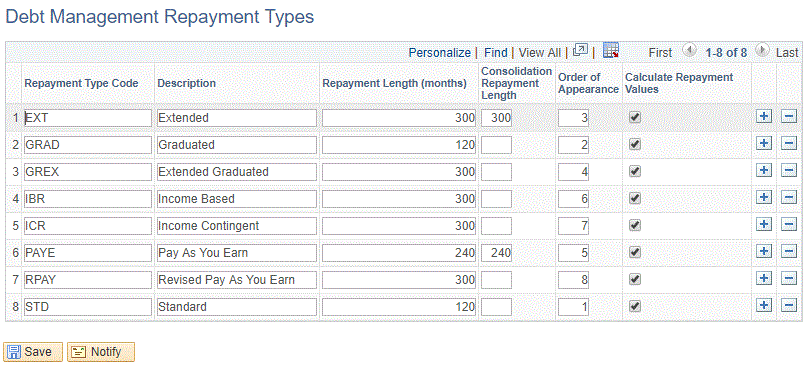 Debt Management Repayment Types
Personalize | Find | View All | | First 1-8 of 8 Last
Repayment Type Code Description Repayment Length (months) Consolidation Repayment Length Order of Appearance Calculate Repayment Values
1 EXT Extended 300 300 3
2 GRAD Graduated 120 2
3 GREX Extended Graduated 300 4
4 IBR Income Based 300 6
5 ICR Income Contingent 300 7
6 PAYE Pay As You Earn 240 240 5
7 RPAY Revised Pay As You Earn 300 8
8 STD Standard 120 1
Save Notify